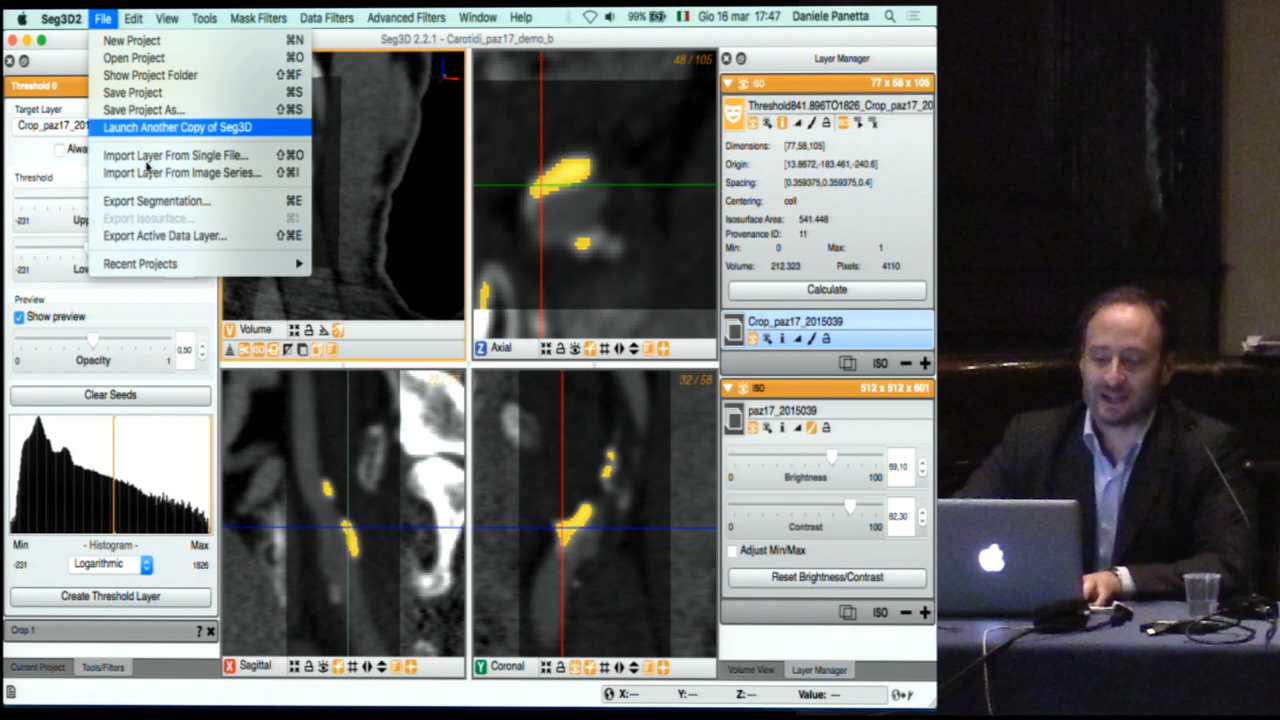 Seg3D2 File Edit View Tools Mask Filters Seg3D Filters Data Filters Advanced Filters Window Help 99% Gio 16 mar 17:47 Daniele Panetta
Seg3D 2.2.1 - Carotidi_paz17_demo_b
New Project ⌘N
Open Project ⌘O
Show Project Folder ⇧⌘F
Save Project ⌘S
Save Project As... ⇧⌘S
Launch Another Copy of Seg3D
Import Layer From Single File... ⇧⌘O
Import Layer From Image Series... ⇧⌘I
Export Segmentation... ⌘E
Export Isosurface... ⌘I
Export Active Data Layer... ⇧⌘E
Recent Projects
Threshold 0
Target Layer
Crop_paz17_201
Alwa
Threshold
-231 Upp
-231 Lo
Preview
Show preview
0,50
0 Opacity 1
Clear Seeds
Min - Histogram - Max
-231 Logarithmic 1826
Create Threshold Layer
Crop 1 ?
Current Project Tools/Filters
V Volume
48 / 105
Z Axial
X Sagittal
32 / 58
Y Coronal
Layer Manager
ISO 77 x 58 x 105
Threshold841.896TO1826_Crop_paz17_20
ISO
Dimensions: [77,58,105]
Origin: [13.8672,-183.461,-240.6]
Spacing: [0.359375,0.359375,0.4]
Centering: cell
Isosurface Area: 541.448
Provenance ID: 11
Min: 0 Max: 1
Volume: 212.323 Pixels: 4110
Calculate
Crop_paz17_2015039
ISO
ISO 512 x 512 x 601
paz17_2015039
69,10
0 Brightness 100
82,30
0 Contrast 100
Adjust Min/Max
Reset Brightness/Contrast
ISO
Volume View Layer Manager
X:--- Y:--- Z:--- Value: ---